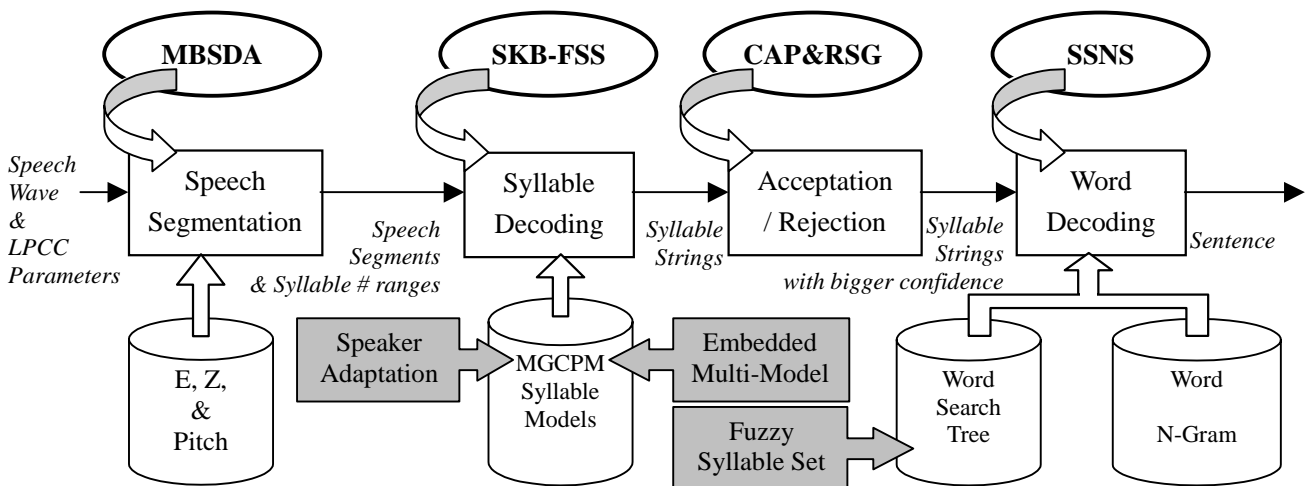 MBSDA
SKB-FSS
CAP&RSG
SSNS
Speech
Wave
&
LPCC
Parameters
Speech
Segmentation
Speech
Segments
& Syllable # ranges
Syllable
Decoding
Syllable
Strings
Acceptation
/ Rejection
Syllable
Strings
with bigger confidence
Word
Decoding
Sentence
E, Z,
&
Pitch
Speaker
Adaptation
MGCPM
Syllable
Models
Embedded
Multi-Model
Fuzzy
Syllable Set
Word
Search
Tree
Word
N-Gram